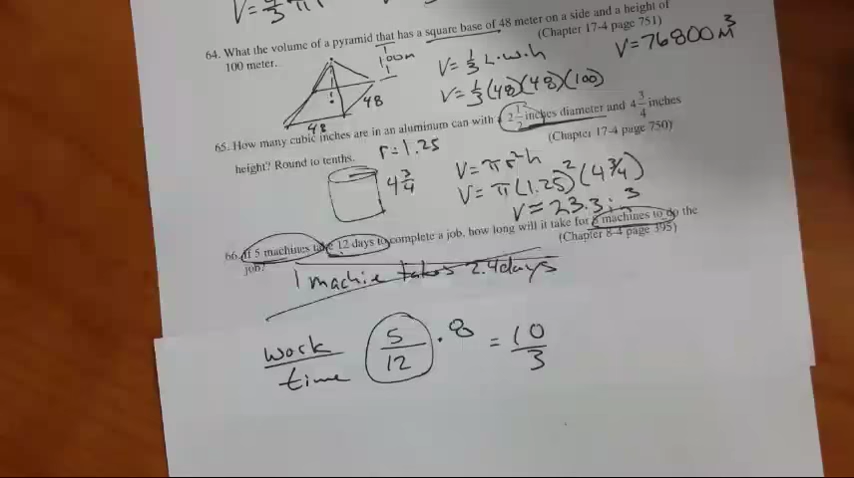 V = 1/3 π
64. What the volume of a pyramid that has a square base of 48 meter on a side and a height of
100 meter.
(Chapter 17-4 page 751)
100m
48
48
V = 1/3 L·w·h
V = 1/3 (48)(48)(100)
V = 76800 M³
65. How many cubic inches are in an aluminum can with 2 1/2 inches diameter and 4 3/4 inches
height? Round to tenths.
(Chapter 17-4 page 750)
r = 1.25
4 3/4
V = πr²h
V = π(1.25)²(4 3/4)
V ≈ 23.3 i³
66. If 5 machines take 12 days to complete a job, how long will it take for 8 machines to do the
job?
(Chapter 8-4 page 395)
1 machie takes 2.4 days
work/time 5/12 · 8 = 10/3